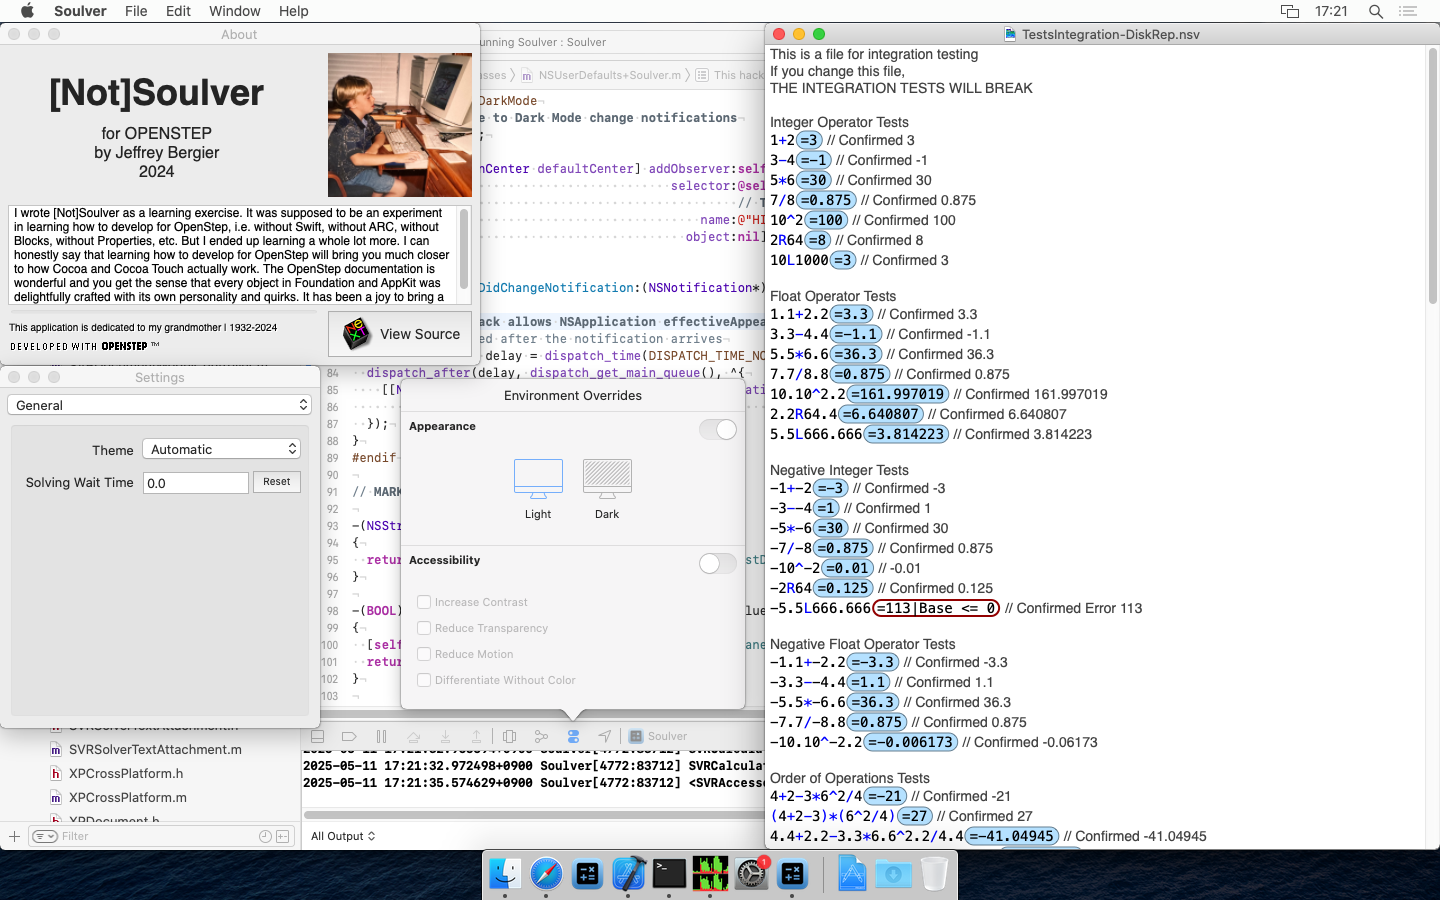 Soulver File Edit Window Help 17:21
About
[Not]Soulver
for OPENSTEP
by Jeffrey Bergier
2024
I wrote [Not]Soulver as a learning exercise. It was supposed to be an experiment
in learning how to develop for OpenStep, i.e. without Swift, without ARC, without
Blocks, without Properties, etc. But I ended up learning a whole lot more. I can
honestly say that learning how to develop for OpenStep will bring you much closer
to how Cocoa and Cocoa Touch actually work. The OpenStep documentation is
wonderful and you get the sense that every object in Foundation and AppKit was
delightfully crafted with its own personality and quirks. It has been a joy to bring a
This application is dedicated to my grandmother | 1932-2024
DEVELOPED WITH OPENSTEP ™
View Source
Settings
General
Theme Automatic
Solving Wait Time 0.0 Reset
unning Soulver : Soulver
asses NSUserDefaults+Soulver.m This hack
DarkMode
e to Dark Mode change notifications
;
nCenter defaultCenter] addObserver:self
selector:@sel
// T
name:@"HI
object:nil]
DidChangeNotification:(NSNotification*)
ack allows NSApplication effectiveAppea
ed after the notification arrives
delay = dispatch_time(DISPATCH_TIME_NO
84 dispatch_after(delay, dispatch_get_main_queue(), ^{
85 [[N
86
87 });
88 }
89 #endif
90
91 // MARK
92
93 -(NSStr
94 {
95 retur
96 }
97
98 -(BOOL)
99 {
100 [self
101 retur
102 }
103
Environment Overrides
Appearance
Light Dark
Accessibility
Increase Contrast
Reduce Transparency
Reduce Motion
Differentiate Without Color
SVRSolverTextAttachment.m
XPCrossPlatform.h
XPCrossPlatform.m
XPDocument.h
Filter
Soulver
2025-05-11 17:21:32.972498+0900 Soulver[4772:83712] SVRCalculat
2025-05-11 17:21:35.574629+0900 Soulver[4772:83712] <SVRAccesso
All Output
TestsIntegration-DiskRep.nsv
This is a file for integration testing
If you change this file,
THE INTEGRATION TESTS WILL BREAK
Integer Operator Tests
1+2=3 // Confirmed 3
3-4=-1 // Confirmed -1
5*6=30 // Confirmed 30
7/8=0.875 // Confirmed 0.875
10^2=100 // Confirmed 100
2R64=8 // Confirmed 8
10L1000=3 // Confirmed 3
Float Operator Tests
1.1+2.2=3.3 // Confirmed 3.3
3.3-4.4=-1.1 // Confirmed -1.1
5.5*6.6=36.3 // Confirmed 36.3
7.7/8.8=0.875 // Confirmed 0.875
10.10^2.2=161.997019 // Confirmed 161.997019
2.2R64.4=6.640807 // Confirmed 6.640807
5.5L666.666=3.814223 // Confirmed 3.814223
Negative Integer Tests
-1+-2=-3 // Confirmed -3
-3--4=1 // Confirmed 1
-5*-6=30 // Confirmed 30
-7/-8=0.875 // Confirmed 0.875
-10^-2=0.01 // -0.01
-2R64=0.125 // Confirmed 0.125
-5.5L666.666=113|Base <= 0 // Confirmed Error 113
Negative Float Operator Tests
-1.1+-2.2=-3.3 // Confirmed -3.3
-3.3--4.4=1.1 // Confirmed 1.1
-5.5*-6.6=36.3 // Confirmed 36.3
-7.7/-8.8=0.875 // Confirmed 0.875
-10.10^-2.2=-0.006173 // Confirmed -0.06173
Order of Operations Tests
4+2-3*6^2/4=-21 // Confirmed -21
(4+2-3)*(6^2/4)=27 // Confirmed 27
4.4+2.2-3.3*6.6^2.2/4.4=-41.04945 // Confirmed -41.04945
1